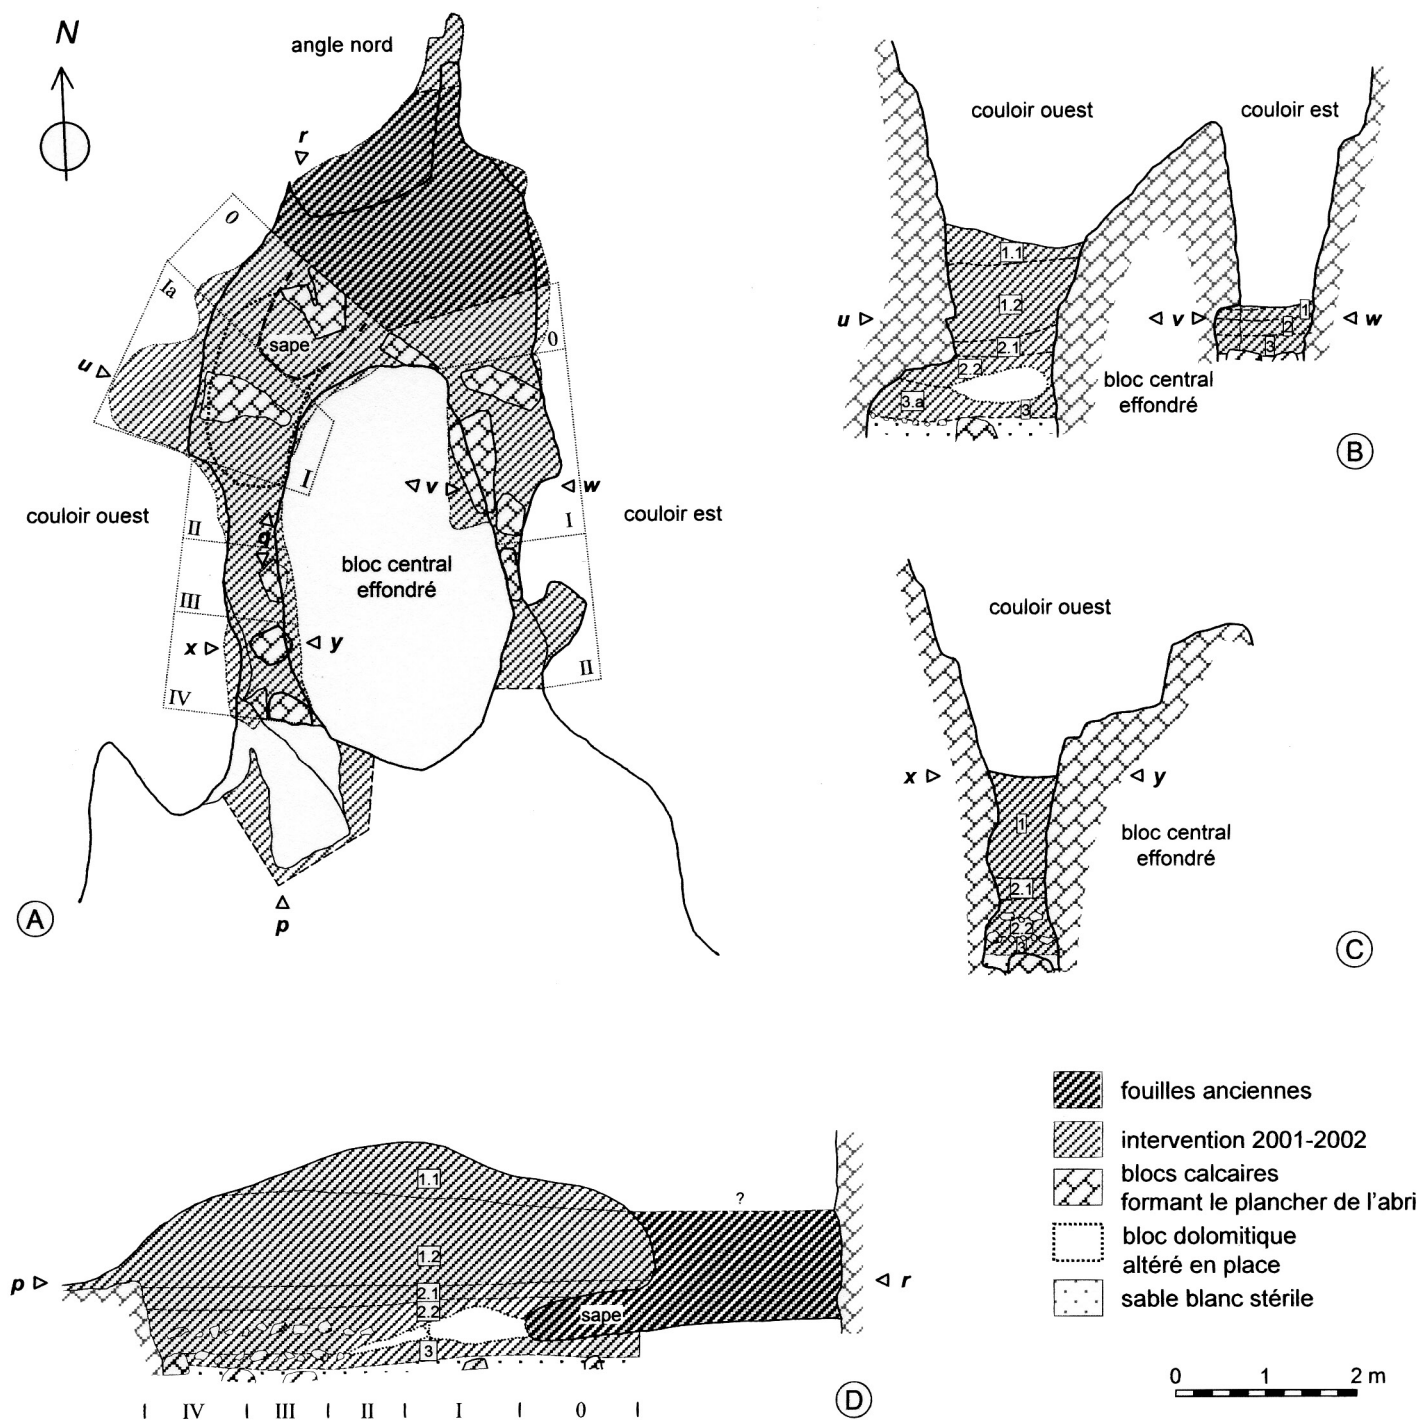 N
angle nord
r
0
Ia
sape
u
0
I
v
w
couloir ouest
II
g
I
couloir est
bloc central
effondré
III
x
y
IV
II
p
A
couloir ouest
couloir est
1.1
1.2
u
v
1
2
w
2.1
3
2.2
3.a
3
bloc central
effondré
B
couloir ouest
x
y
1
bloc central
effondré
2.1
2.2
3
C
1.1
?
1.2
p
2.1
r
2.2
sape
3
IV
III
II
I
0
D
fouilles anciennes
intervention 2001-2002
blocs calcaires
formant le plancher de l'abri
bloc dolomitique
altéré en place
sable blanc stérile
0 1 2 m